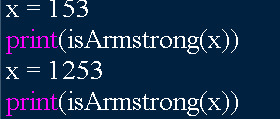 x = 153
print(isArmstrong(x))
x = 1253
print(isArmstrong(x))